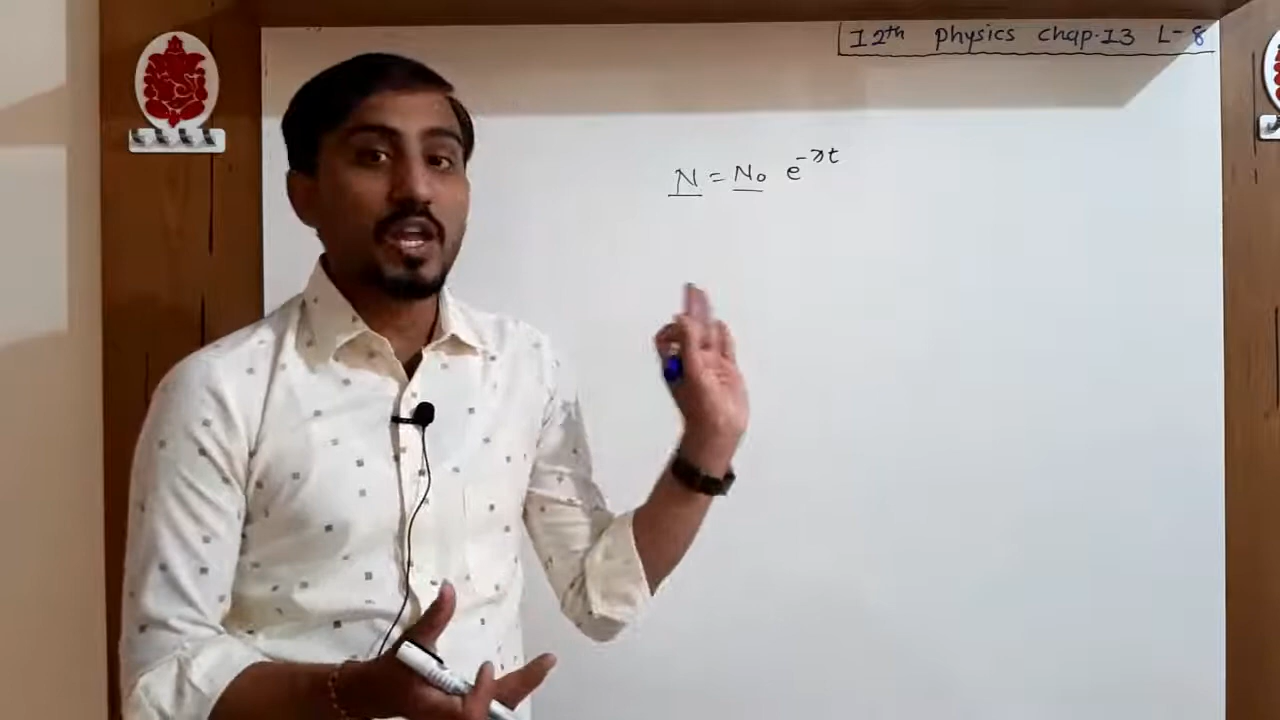 12th physics chap.13 L-8
N = N₀ e^-λt